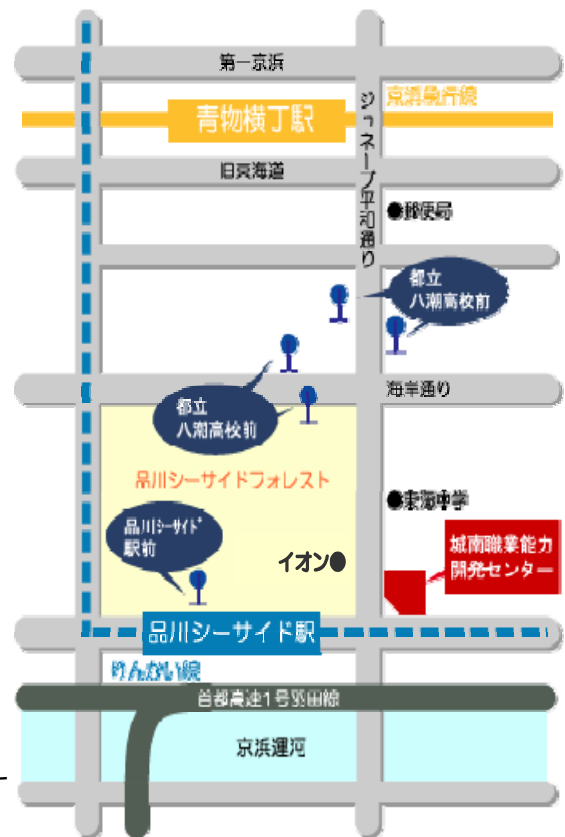 第一京浜
京浜急行線
青物横丁駅
ジュネーブ平和通り
旧東海道
●郵便局
都立
八潮高校前
海岸通り
都立
八潮高校前
品川シーサイドフォレスト
●東海中学
品川シーサイド
駅前
城南職業能力
開発センター
イオン●
品川シーサイド駅
りんかい線
首都高速1号羽田線
京浜運河